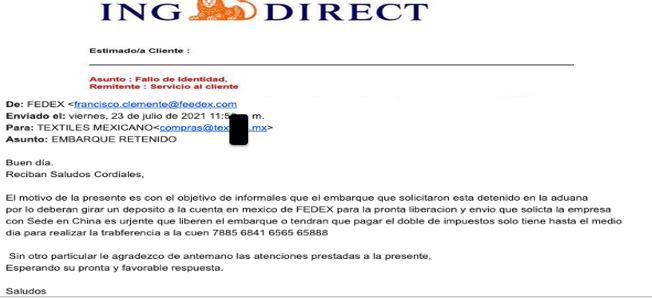 ING DIRECT
Estimado/a Cliente :
Asunto : Fallo de Identidad,
Remitente : Servicio al cliente
De: FEDEX <francisco.clemente@feedex.com
Enviado el: viernes, 23 de julio de 2021 11:5 m.
Para: TEXTILES MEXICANO<compras@tex .mx>
Asunto: EMBARQUE RETENIDO
Buen día.
Reciban Saludos Cordiales,
El motivo de la presente es con el objetivo de informales que el embarque que solicitaron esta detenido en la aduana
por lo deberan girar un deposito a la cuenta en mexico de FEDEX para la pronta liberacion y envio que solicta la empresa
con Sede en China es urjente que liberen el embarque o tendran que pagar el doble de impuestos solo tiene hasta el medio
dia para realizar la trabferencia a la cuen 7885 6841 6565 65888
Sin otro particular le agradezco de antemano las atenciones prestadas a la presente,
Esperando su pronta y favorable respuesta.
Saludos